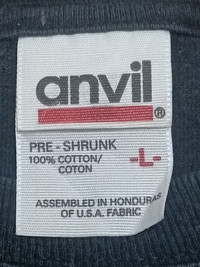 anvil
®
PRE - SHRUNK
100% COTTON/
COTON
-L-
ASSEMBLED IN HONDURAS
OF U.S.A. FABRIC